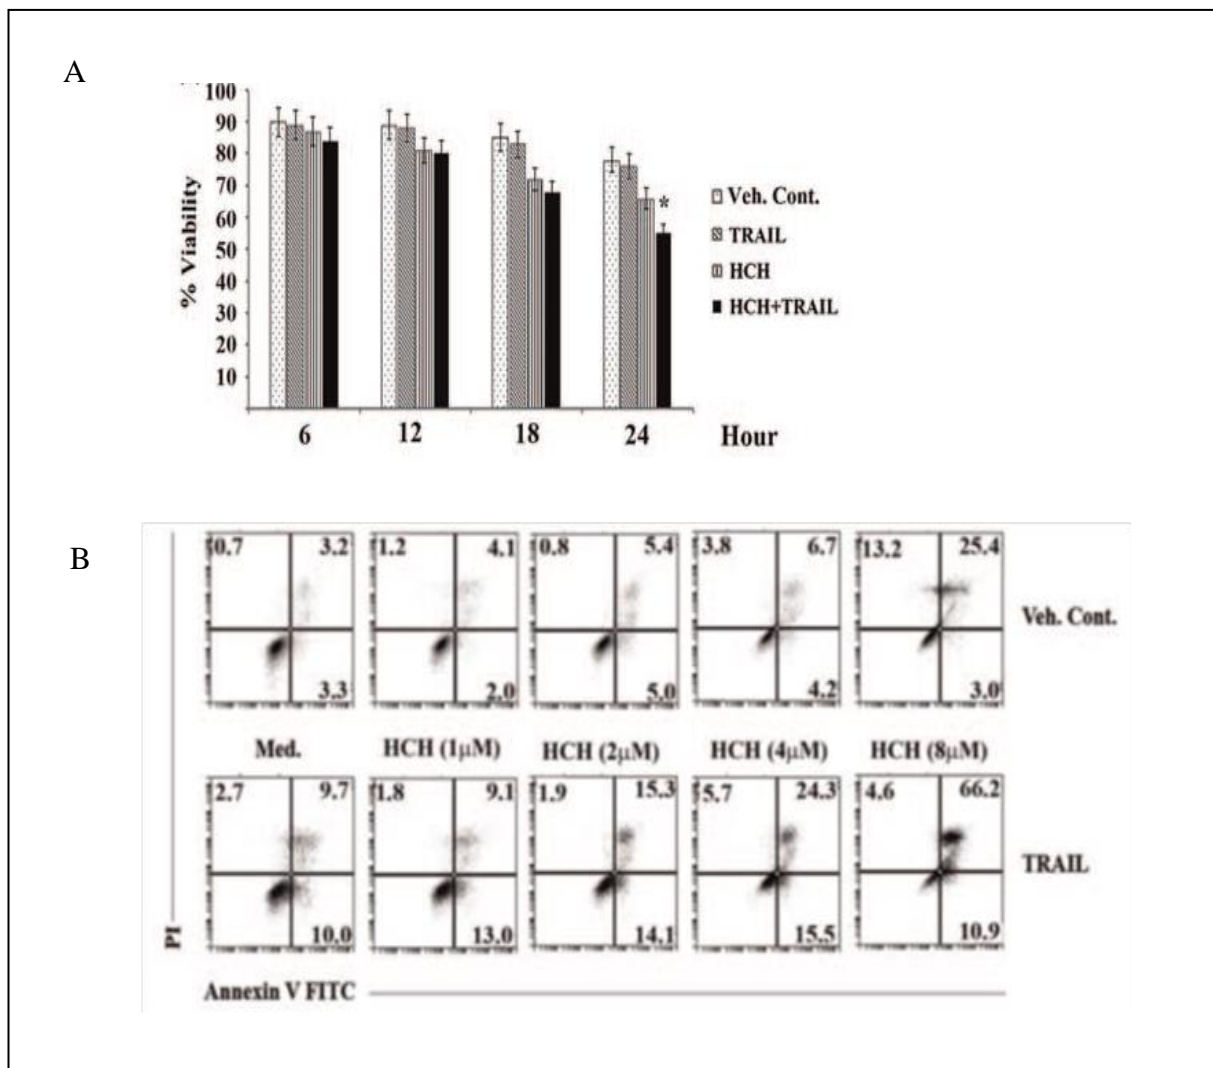 A
100
90
80
70
60
50
40
30
20
10
% Viability
6 12 18 24 Hour
Veh. Cont.
TRAIL
HCH
HCH+TRAIL
*
B
0.7 3.2 1.2 4.1 0.8 5.4 3.8 6.7 13.2 25.4
Veh. Cont.
3.3 2.0 5.0 4.2 3.0
Med. HCH (1μM) HCH (2μM) HCH (4μM) HCH (8μM)
2.7 9.7 1.8 9.1 1.9 15.3 5.7 24.3 4.6 66.2
TRAIL
10.0 13.0 14.1 15.5 10.9
PI
Annexin V FITC